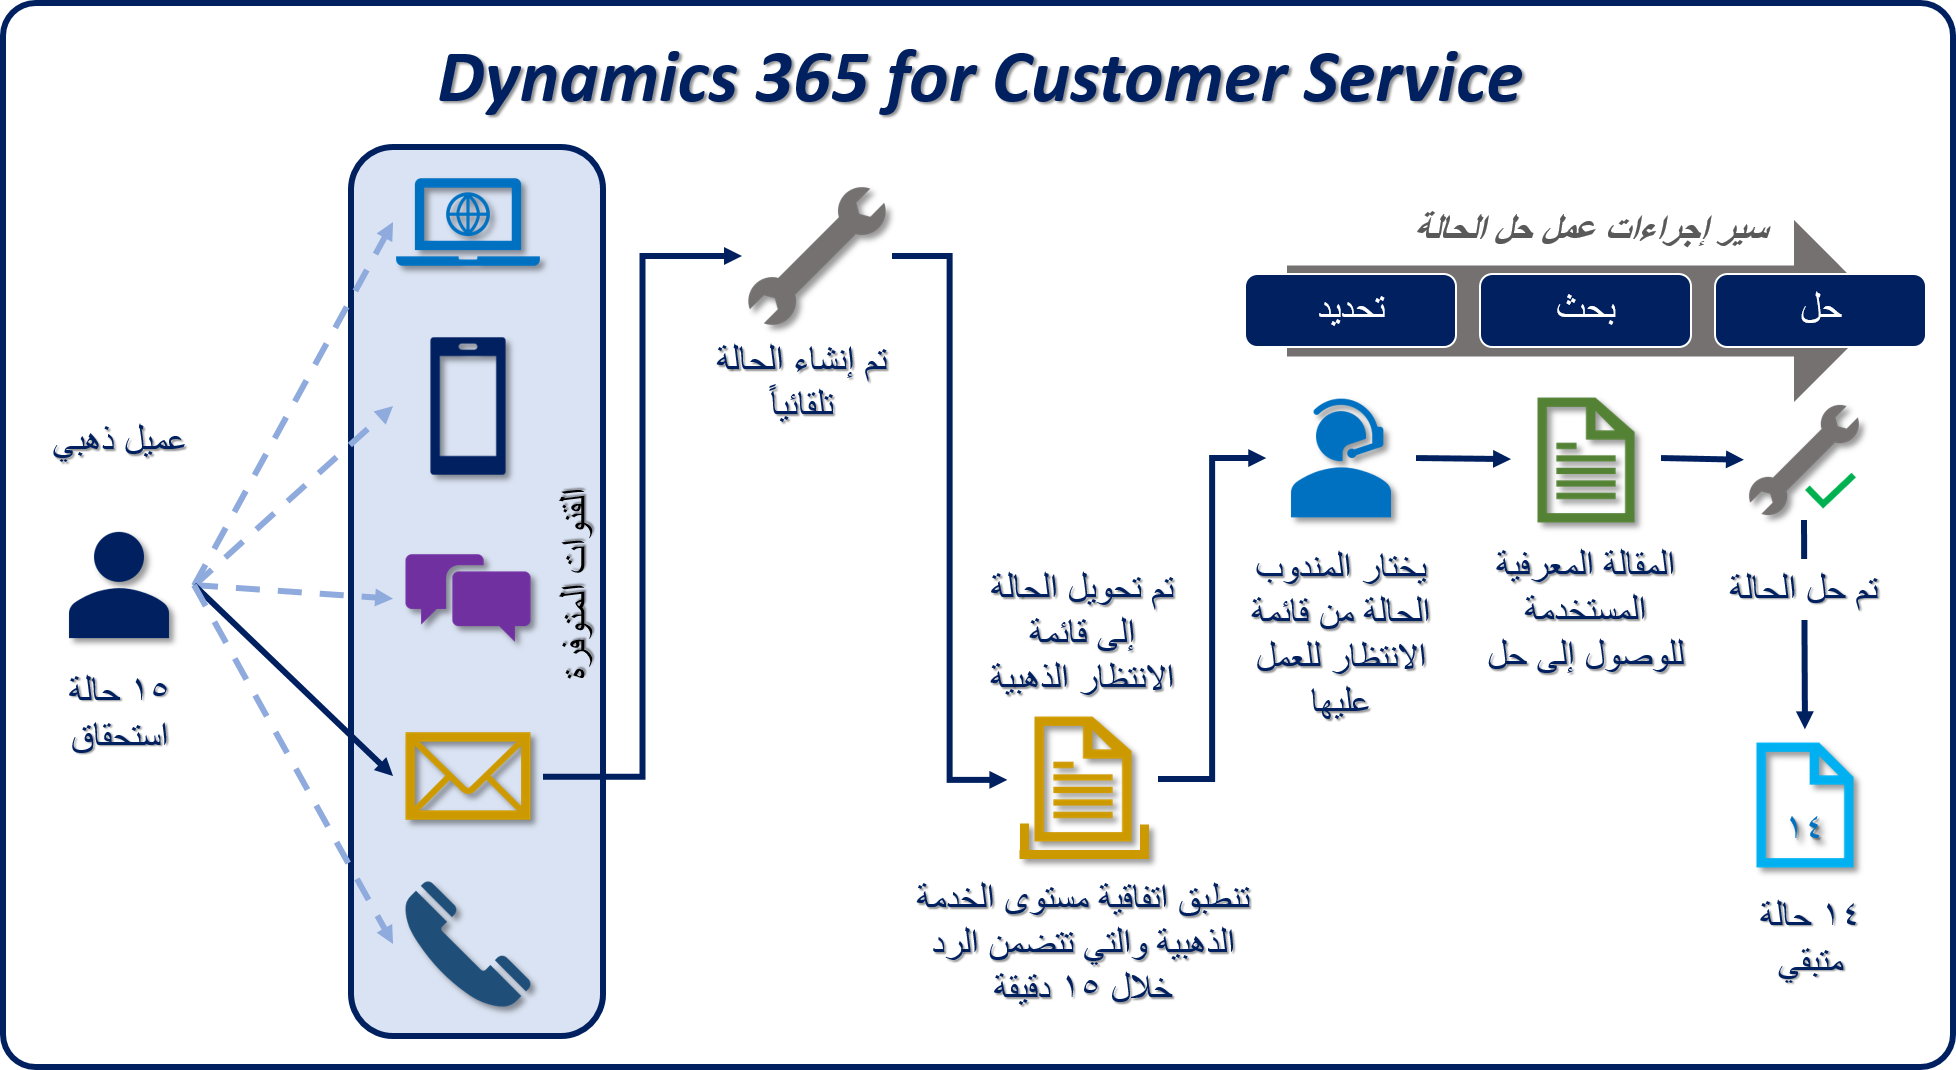 Dynamics 365 for Customer Service
عميل ذهبي
١٥ حالة
استحقاق
القنوات المتوفرة
تم إنشاء الحالة
تلقائياً
تم تحويل الحالة
إلى قائمة
الانتظار الذهبية
تنطبق اتفاقية مستوى الخدمة
الذهبية والتي تتضمن الرد
خلال ١٥ دقيقة
سير إجراءات عمل حل الحالة
تحديد
بحث
حل
يختار المندوب
الحالة من قائمة
الانتظار للعمل
عليها
المقالة المعرفية
المستخدمة
للوصول إلى حل
تم حل الحالة
١٤
١٤ حالة
متبقي